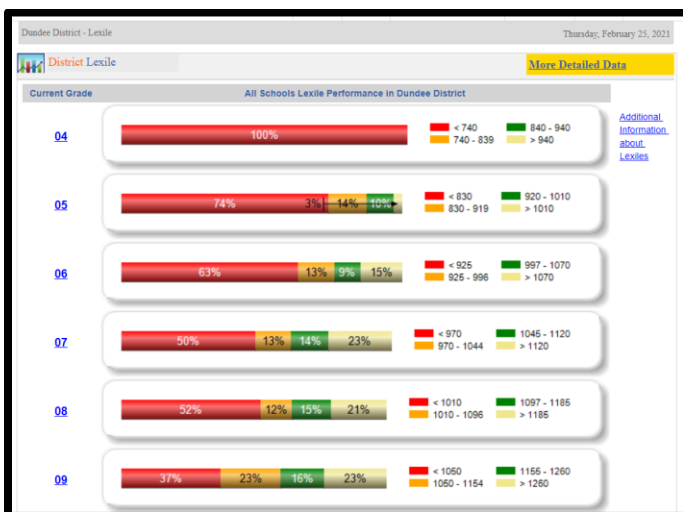 Dundee District - Lexile
Thursday, February 25, 2021
District Lexile
More Detailed Data
Current Grade
All Schools Lexile Performance in Dundee District
Additional
Information
about
Lexiles
04
100%
< 740
840 - 940
740 - 839
> 940
05
74%
3%
14%
10%
< 830
920 - 1010
830 - 919
> 1010
06
63%
13%
9%
15%
< 925
997 - 1070
925 - 996
> 1070
07
50%
13%
14%
23%
< 970
1045 - 1120
970 - 1044
> 1120
08
52%
12%
15%
21%
< 1010
1097 - 1185
1010 - 1096
> 1185
09
37%
23%
16%
23%
< 1050
1155 - 1260
1050 - 1154
> 1260